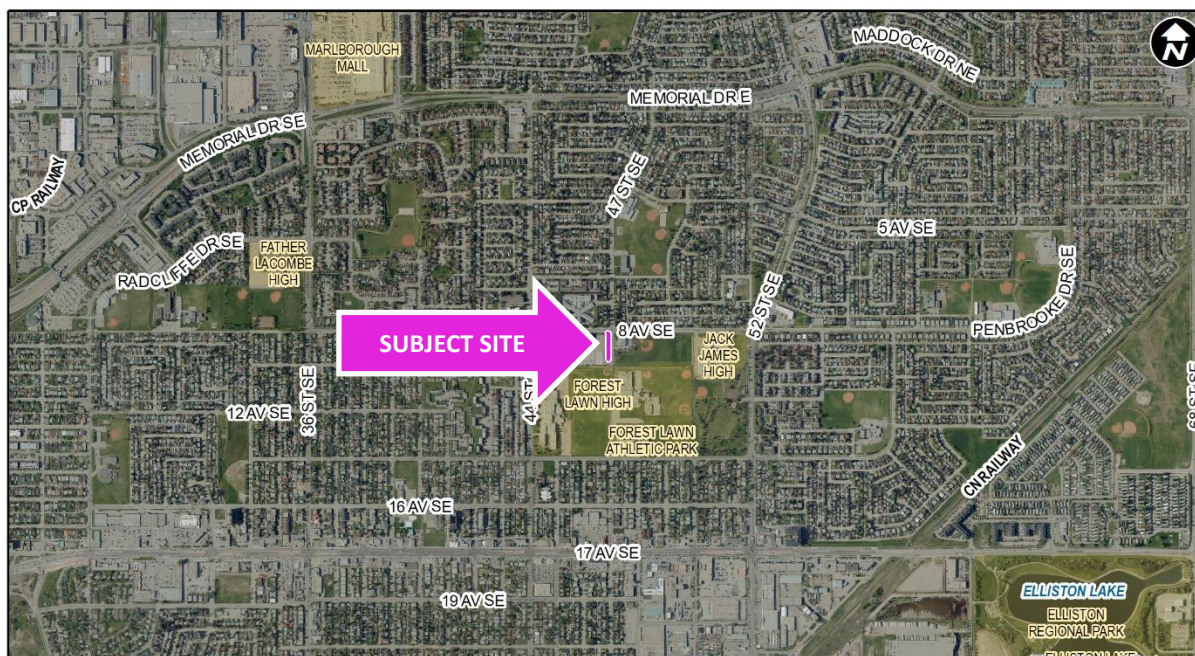 N
MARLBOROUGH
MALL
MADDOCK DR NE
MEMORIAL DR E
MEMORIAL DR SE
CP RAILWAY
47 ST SE
5 AV SE
FATHER
LACOMBE
HIGH
RADCLIFFE DR SE
52 ST SE
PENBROOKE DR SE
8 AV SE
SUBJECT SITE
JACK
JAMES
HIGH
36 ST SE
44 ST
FOREST
LAWN HIGH
12 AV SE
FOREST LAWN
ATHLETIC PARK
CN RAILWAY
16 AV SE
17 AV SE
19 AV SE
ELLISTON LAKE
ELLISTON
REGIONAL PARK
ELLISTON LAKE